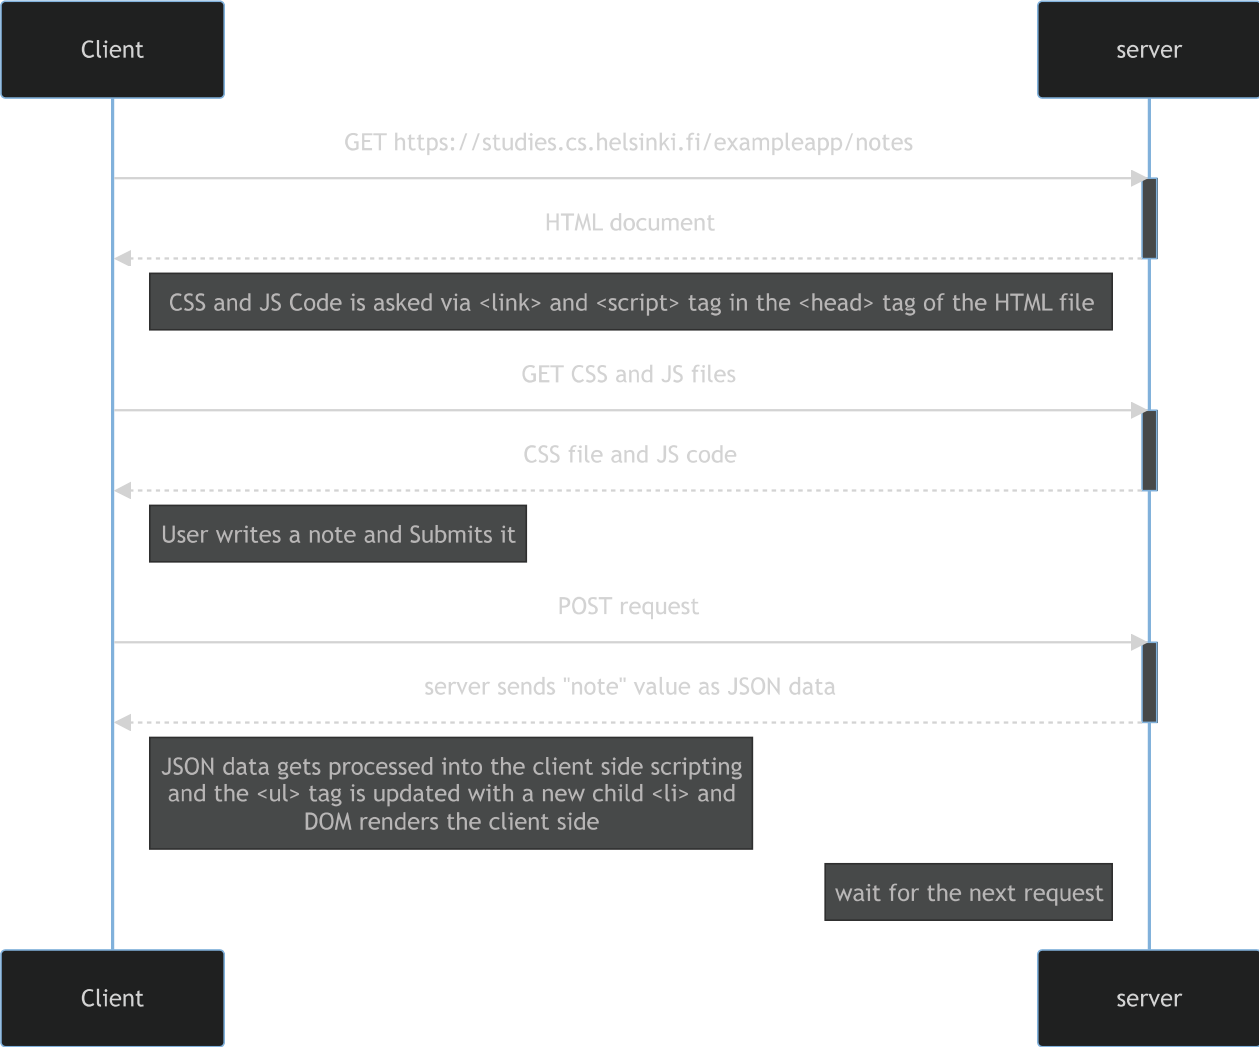 Client
server
GET https://studies.cs.helsinki.fi/exampleapp/notes
HTML document
CSS and JS Code is asked via <link> and <script> tag in the <head> tag of the HTML file
GET CSS and JS files
CSS file and JS code
User writes a note and Submits it
POST request
server sends "note" value as JSON data
JSON data gets processed into the client side scripting
and the <ul> tag is updated with a new child <li> and
DOM renders the client side
wait for the next request
Client
server